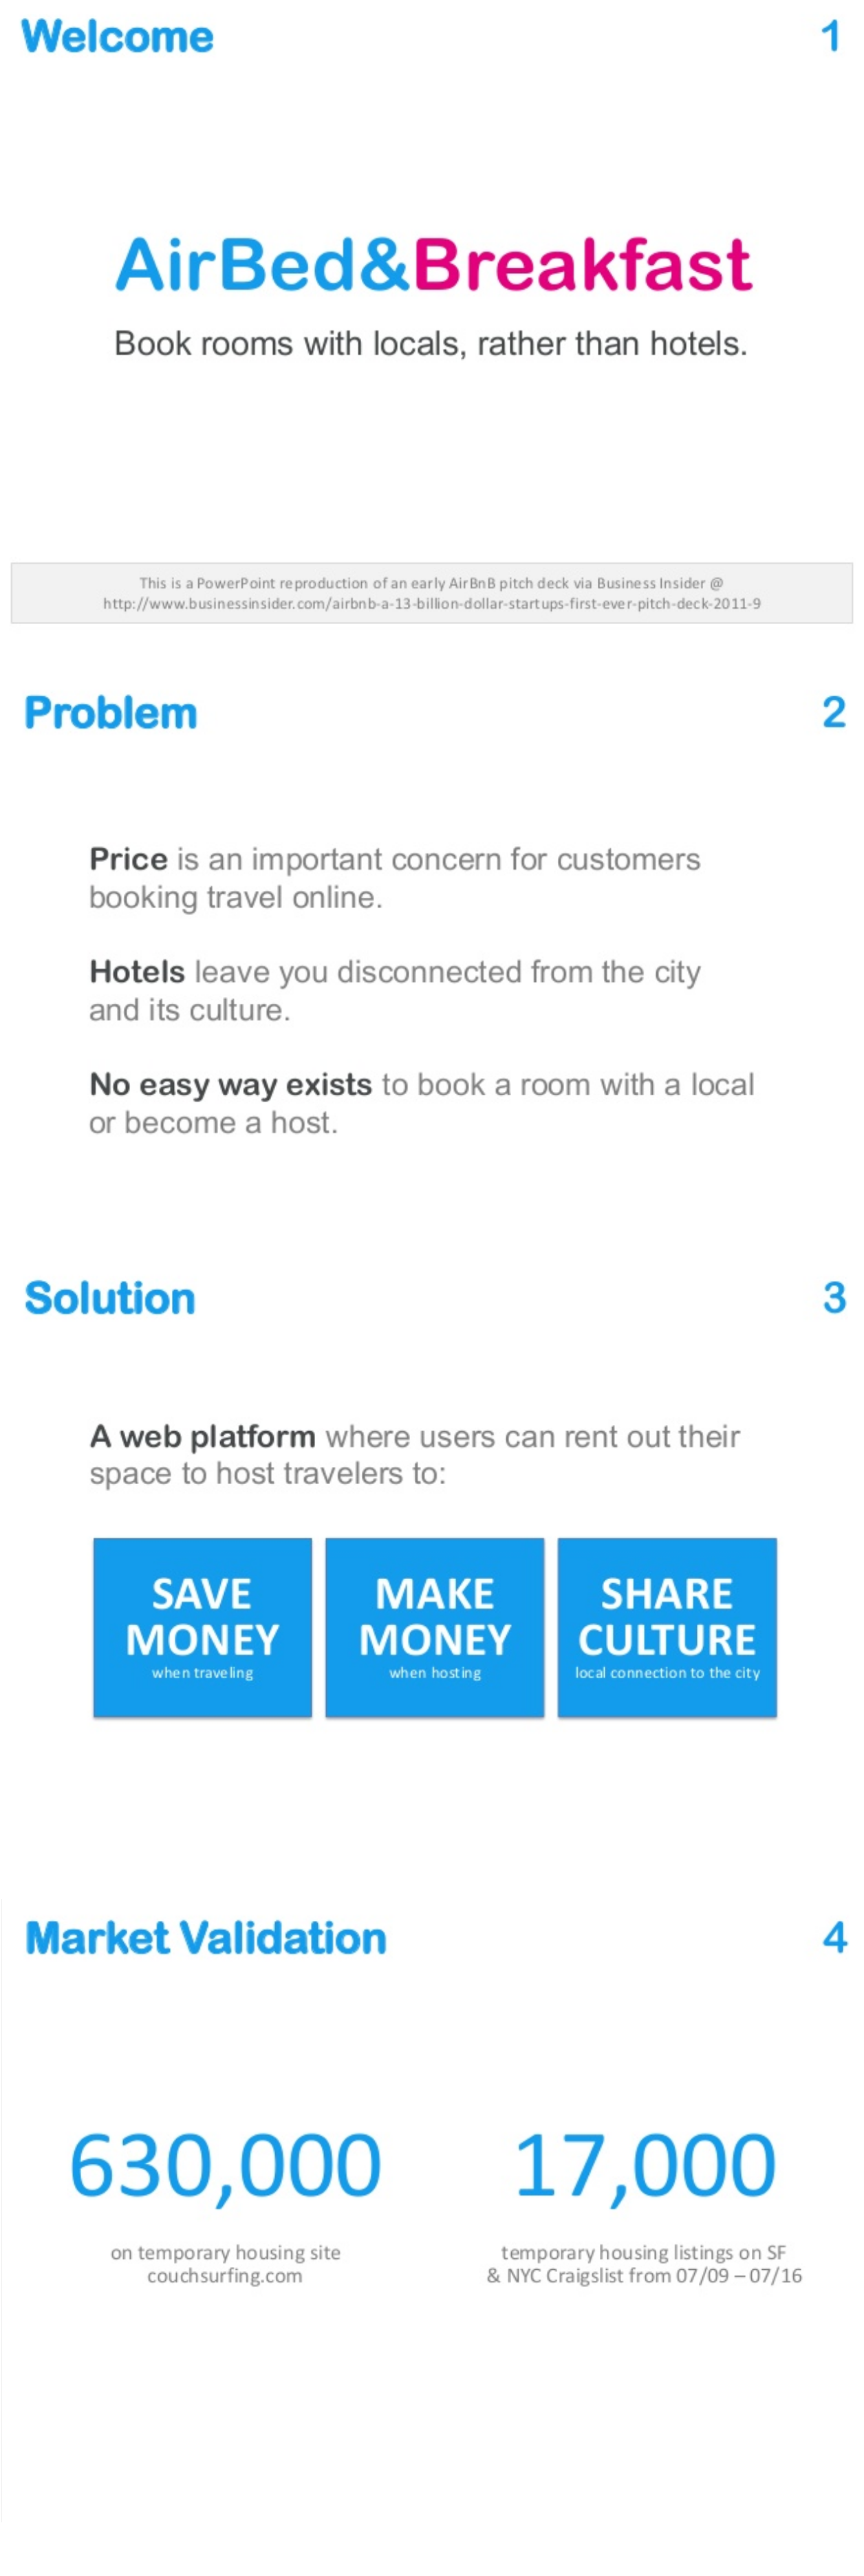 Welcome 1
AirBed&Breakfast
Book rooms with locals, rather than hotels.
This is a PowerPoint reproduction of an early AirBnB pitch deck via Business Insider @
http://www.businessinsider.com/airbnb-a-13-billion-dollar-startups-first-ever-pitch-deck-2011-9
Problem 2
Price is an important concern for customers
booking travel online.
Hotels leave you disconnected from the city
and its culture.
No easy way exists to book a room with a local
or become a host.
Solution 3
A web platform where users can rent out their
space to host travelers to:
SAVE
MONEY
when traveling
MAKE
MONEY
when hosting
SHARE
CULTURE
local connection to the city
Market Validation 4
630,000
on temporary housing site
couchsurfing.com
17,000
temporary housing listings on SF
& NYC Craigslist from 07/09 – 07/16